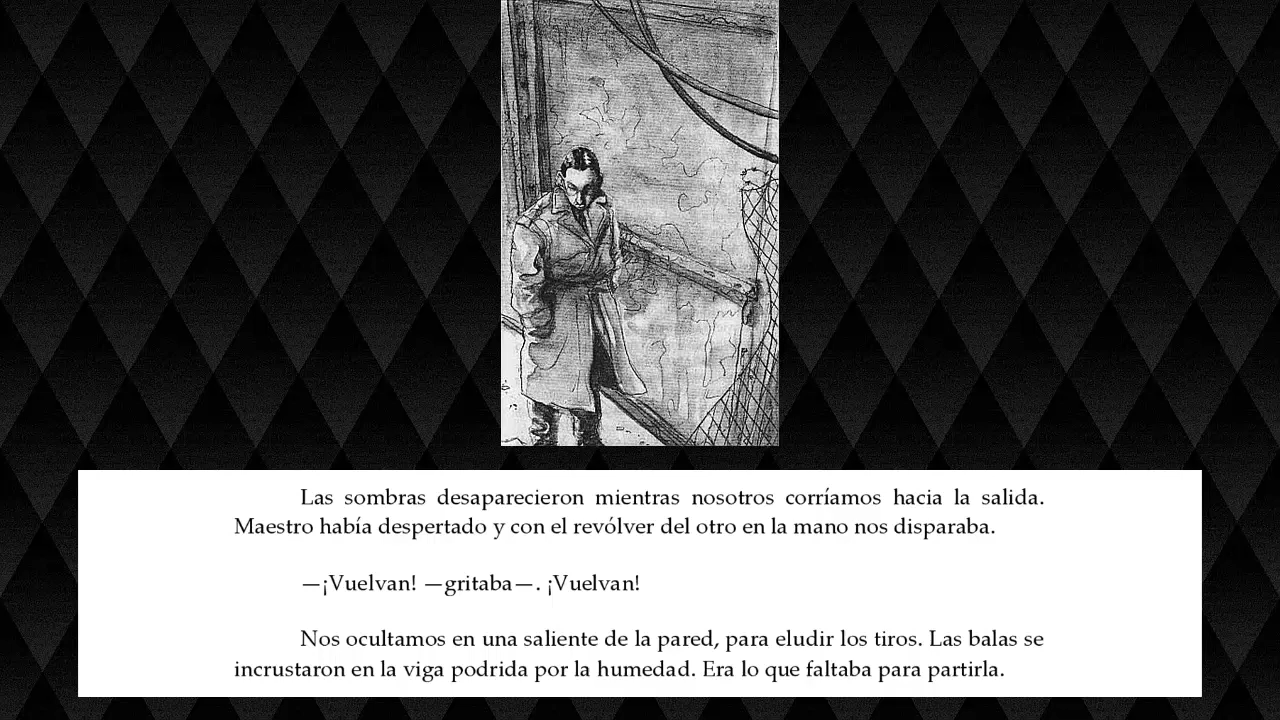 Las sombras desaparecieron mientras nosotros corríamos hacia la salida.
Maestro había despertado y con el revólver del otro en la mano nos disparaba.
—¡Vuelvan! —gritaba—. ¡Vuelvan!
Nos ocultamos en una saliente de la pared, para eludir los tiros. Las balas se
incrustaron en la viga podrida por la humedad. Era lo que faltaba para partirla.